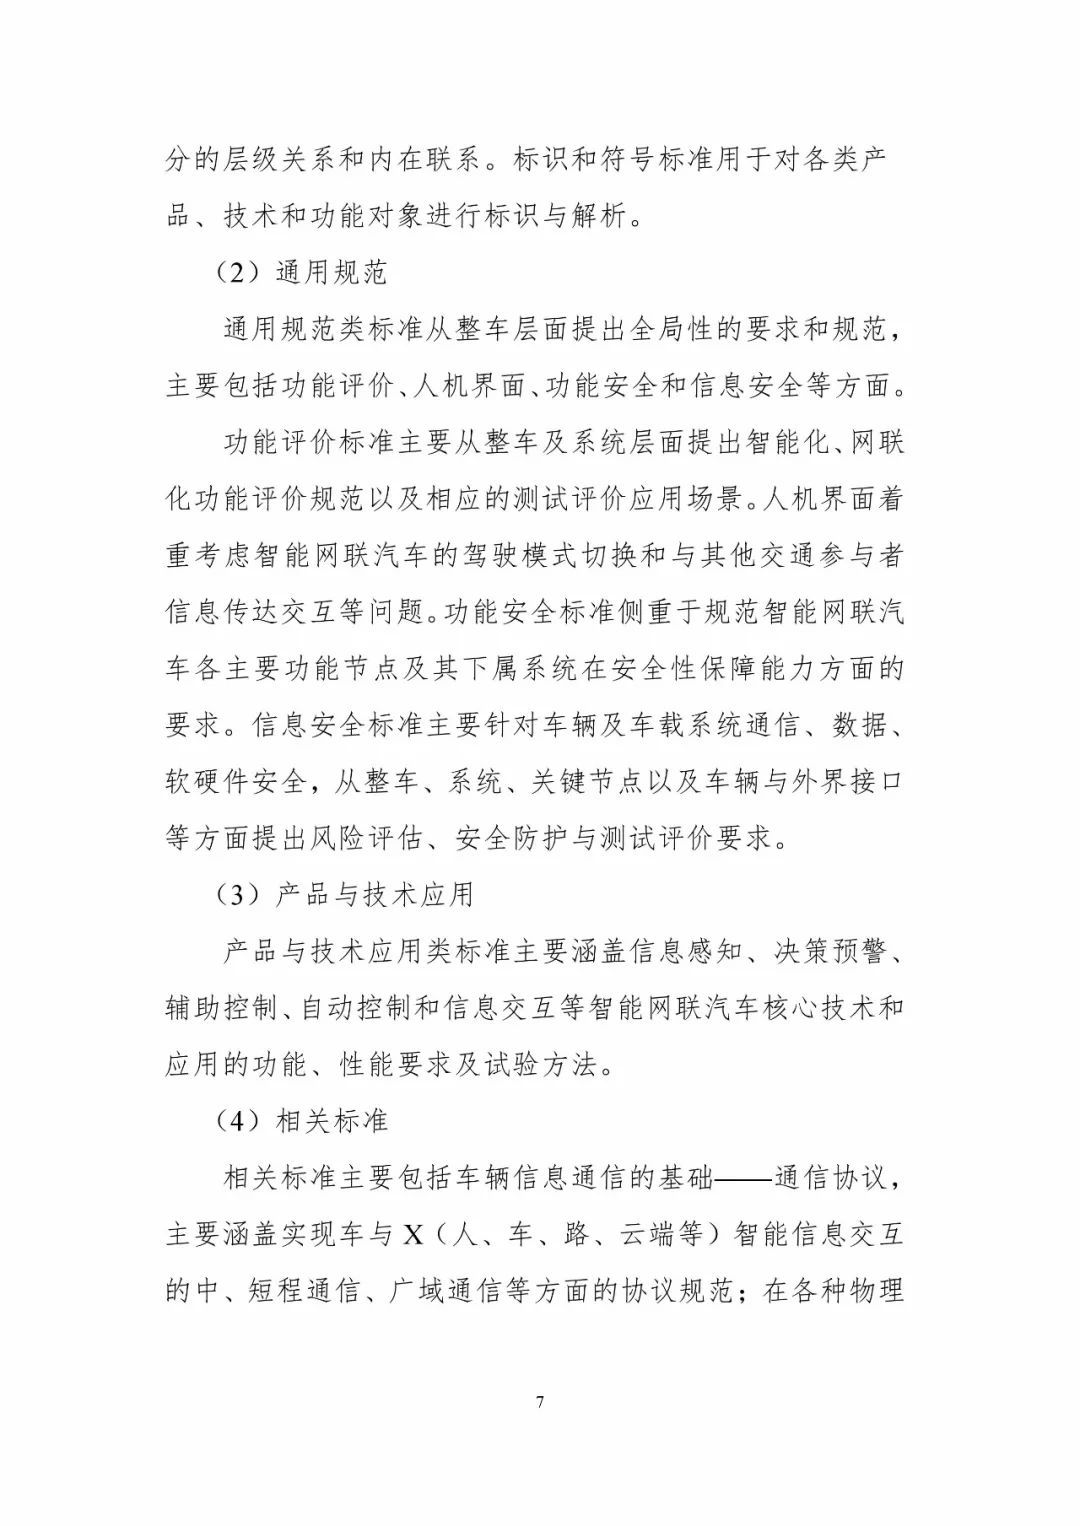 分的层级关系和内在联系。标识和符号标准用于对各类产
品、技术和功能对象进行标识与解析。
（2）通用规范
通用规范类标准从整车层面提出全局性的要求和规范，
主要包括功能评价、人机界面、功能安全和信息安全等方面。
功能评价标准主要从整车及系统层面提出智能化、网联
化功能评价规范以及相应的测试评价应用场景。人机界面着
重考虑智能网联汽车的驾驶模式切换和与其他交通参与者
信息传达交互等问题。功能安全标准侧重于规范智能网联汽
车各主要功能节点及其下属系统在安全性保障能力方面的
要求。信息安全标准主要针对车辆及车载系统通信、数据、
软硬件安全，从整车、系统、关键节点以及车辆与外界接口
等方面提出风险评估、安全防护与测试评价要求。
（3）产品与技术应用
产品与技术应用类标准主要涵盖信息感知、决策预警、
辅助控制、自动控制和信息交互等智能网联汽车核心技术和
应用的功能、性能要求及试验方法。
（4）相关标准
相关标准主要包括车辆信息通信的基础——通信协议，
主要涵盖实现车与 X（人、车、路、云端等）智能信息交互
的中、短程通信、广域通信等方面的协议规范；在各种物理
7